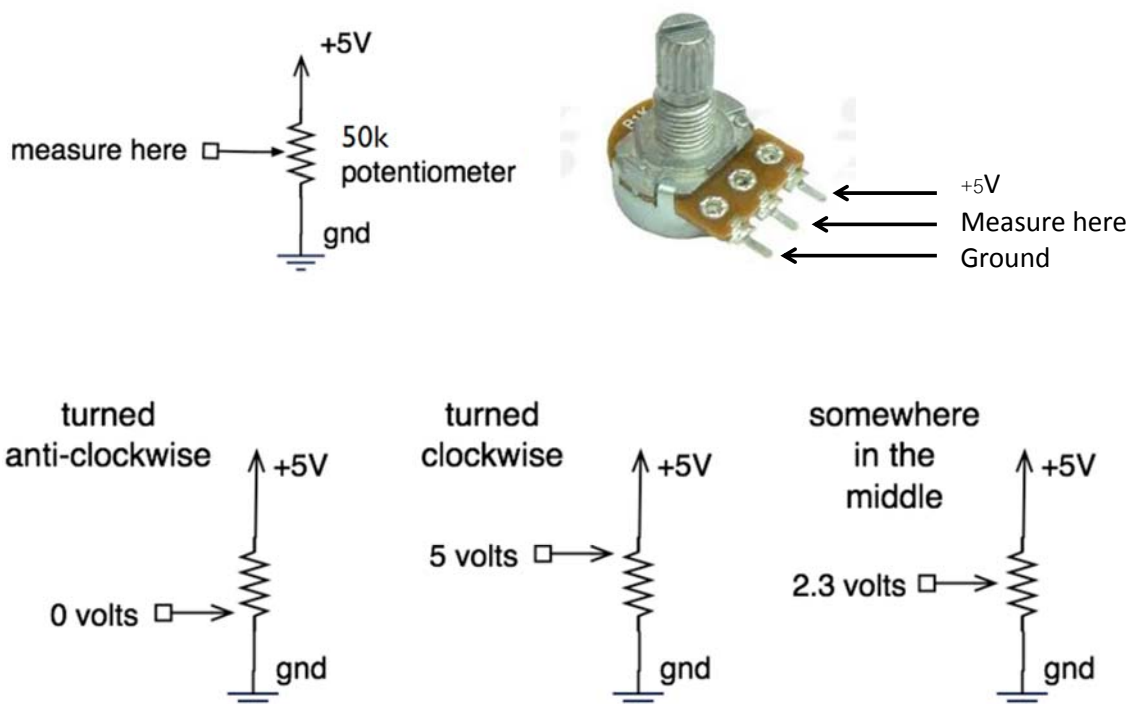 +5V
measure here
50k
potentiometer
gnd
+5V
Measure here
Ground
turned
anti-clockwise
+5V
0 volts
gnd
turned
clockwise
+5V
5 volts
gnd
somewhere
in the
middle
+5V
2.3 volts
gnd